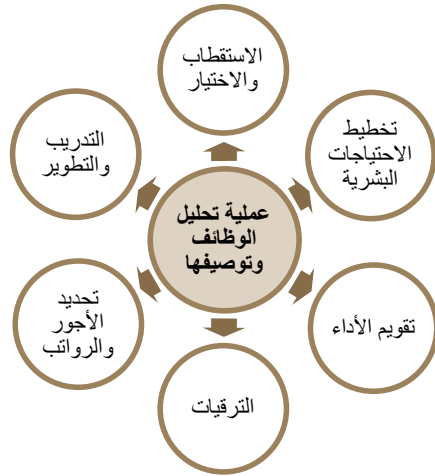 الاستقطاب
والاختيار
تخطيط
الاحتياجات
البشرية
التدريب
والتطوير
عملية تحليل
الوظائف
وتوصيفها
تحديد
الأجور
والرواتب
تقويم الأداء
الترقيات